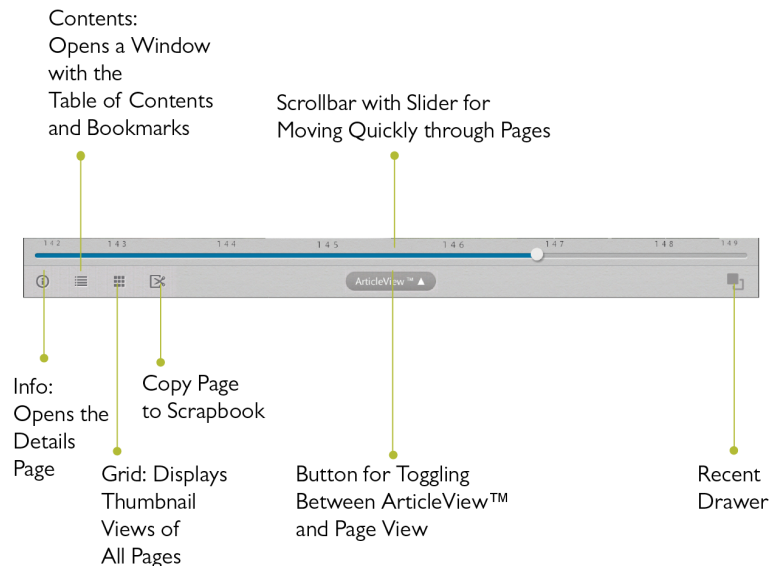 Contents:
Opens a Window
with the
Table of Contents
and Bookmarks
Scrollbar with Slider for
Moving Quickly through Pages
142 143 144 145 146 147 148 149
ArticleView™ ▲
Info:
Opens the
Details
Page
Copy Page
to Scrapbook
Grid: Displays
Thumbnail
Views of
All Pages
Button for Toggling
Between ArticleView™
and Page View
Recent
Drawer